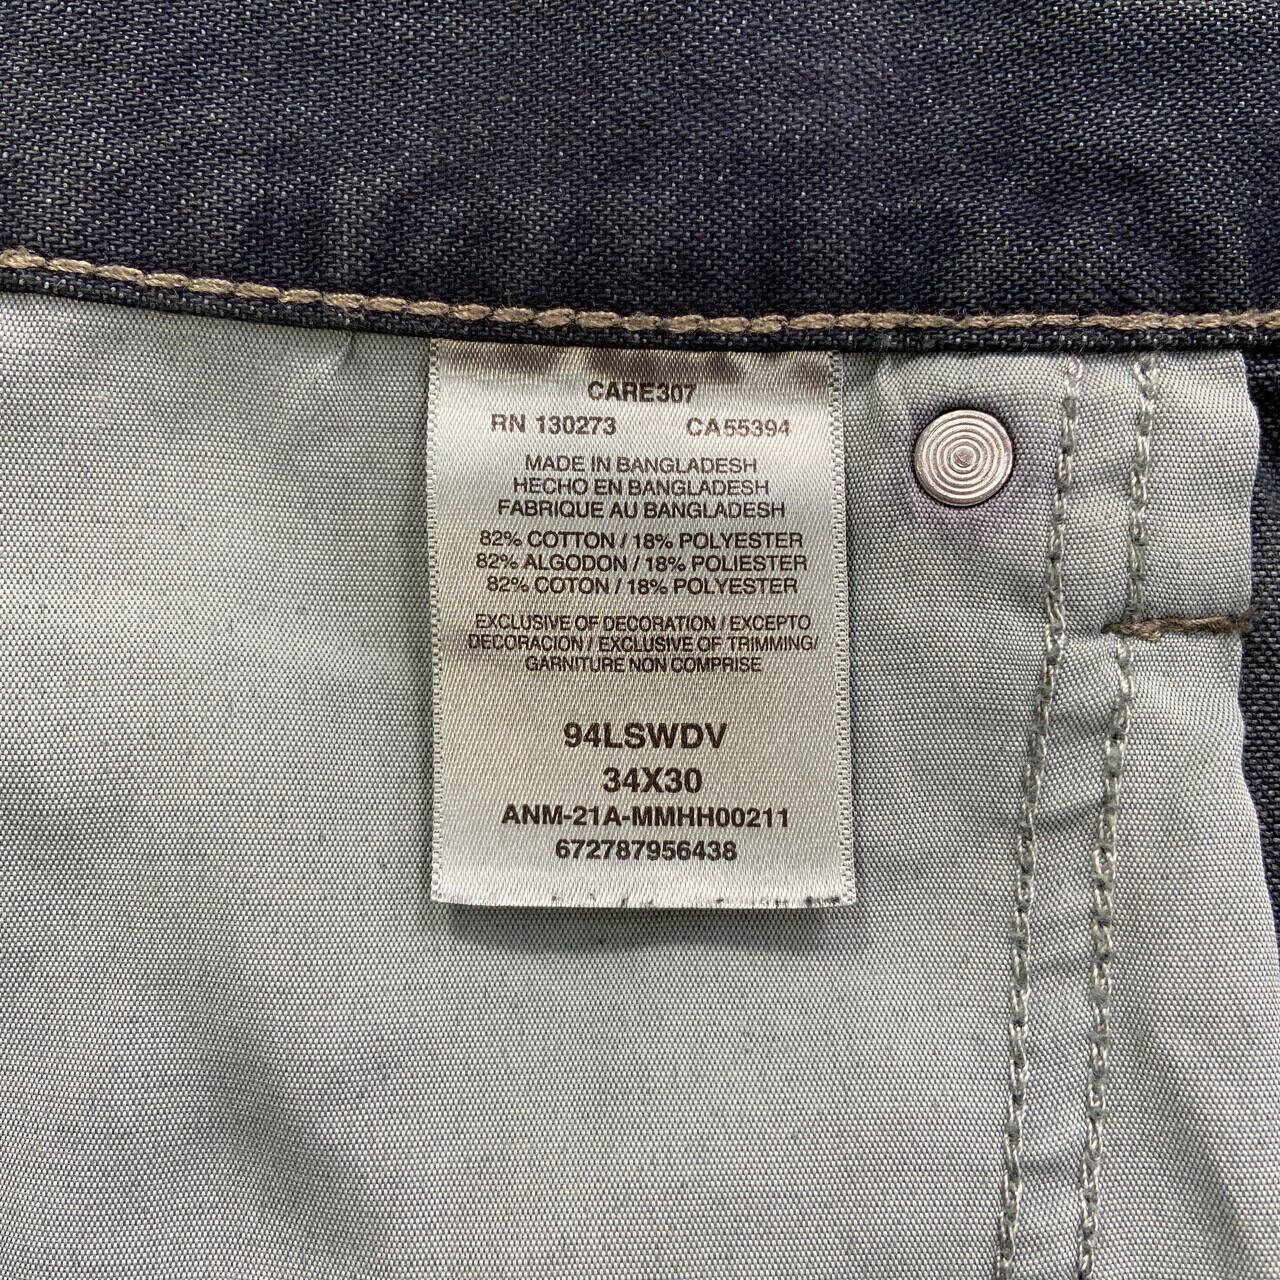 CARE307
RN 130273 CA55394
MADE IN BANGLADESH
HECHO EN BANGLADESH
FABRIQUE AU BANGLADESH
82% COTTON / 18% POLYESTER
82% ALGODON / 18% POLIESTER
82% COTON / 18% POLYESTER
EXCLUSIVE OF DECORATION / EXCEPTO
DECORACION / EXCLUSIVE OF TRIMMING/
GARNITURE NON COMPRISE
94LSWDV
34X30
ANM-21A-MMHH00211
672787956438